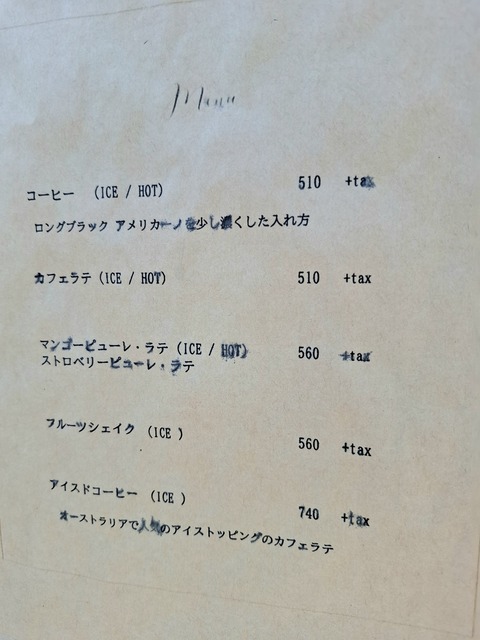 Menu
コーヒー (ICE / HOT) 510 +tax
ロングブラック アメリカーノを少し濃くした入れ方
カフェラテ (ICE / HOT) 510 +tax
マンゴーピューレ・ラテ (ICE / HOT) 560 +tax
ストロベリーピューレ・ラテ
フルーツシェイク (ICE ) 560 +tax
アイスドコーヒー (ICE ) 740 +tax
オーストラリアで人気のアイストッピングのカフェラテ